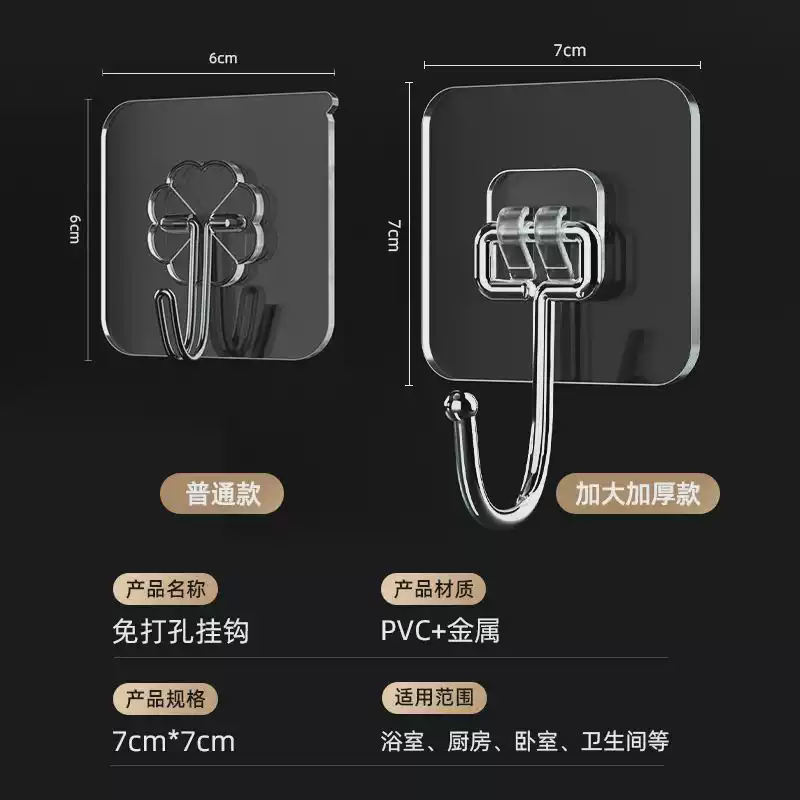 6cm
7cm
6cm
7cm
普通款
加大加厚款
产品名称
产品材质
免打孔挂钩
PVC+金属
产品规格
适用范围
7cm*7cm
浴室、厨房、卧室、卫生间等